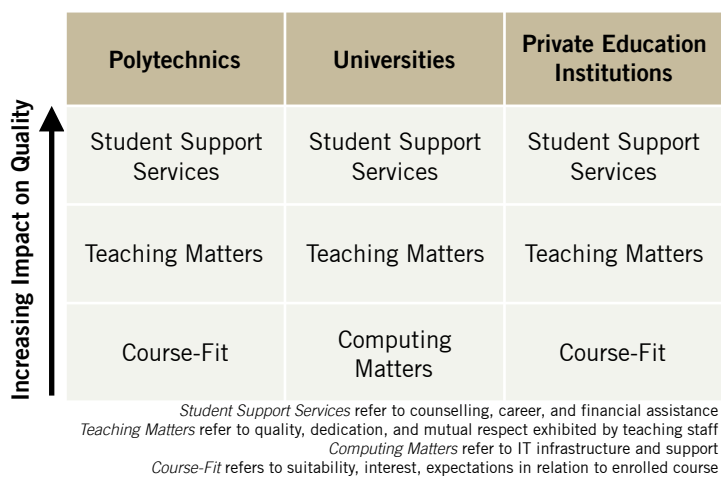 Polytechnics
Universities
Private Education
Institutions
Increasing Impact on Quality
Student Support
Services
Student Support
Services
Student Support
Services
Teaching Matters
Teaching Matters
Teaching Matters
Course-Fit
Computing
Matters
Course-Fit
Student Support Services refer to counselling, career, and financial assistance
Teaching Matters refer to quality, dedication, and mutual respect exhibited by teaching staff
Computing Matters refer to IT infrastructure and support
Course-Fit refers to suitability, interest, expectations in relation to enrolled course